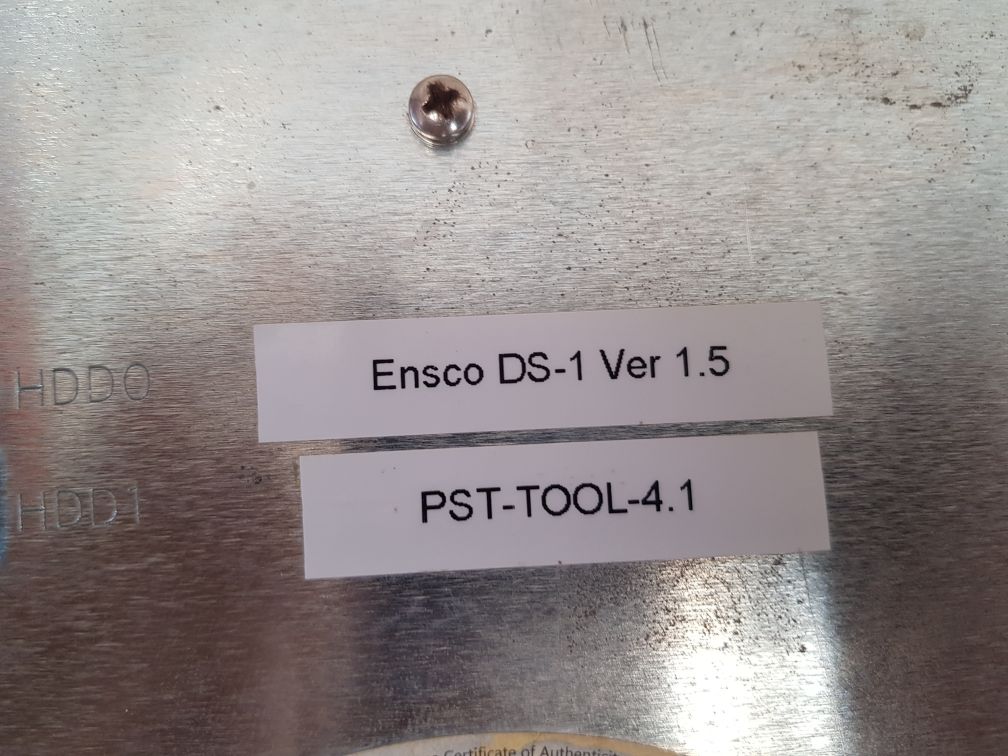 HDD0
Ensco DS-1 Ver 1.5
HDD1
PST-TOOL-4.1
Certificate of Authenticity